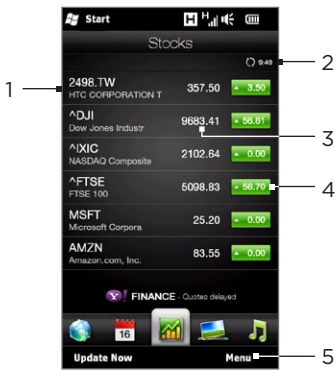 Start H H
Stocks
9:49
2
1
2498.TW
HTC CORPORATION T
357.50
3.50
^DJI
Dow Jones Industr
9683.41
56.61
3
^IXIC
NASDAQ Composite
2102.64
0.00
^FTSE
FTSE 100
5098.83
56.70
4
MSFT
Microsoft Corpora
25.20
0.00
AMZN
Amazon.com, Inc.
83.55
0.00
Y! FINANCE - Quotes delayed
16
Update Now
Menu
5